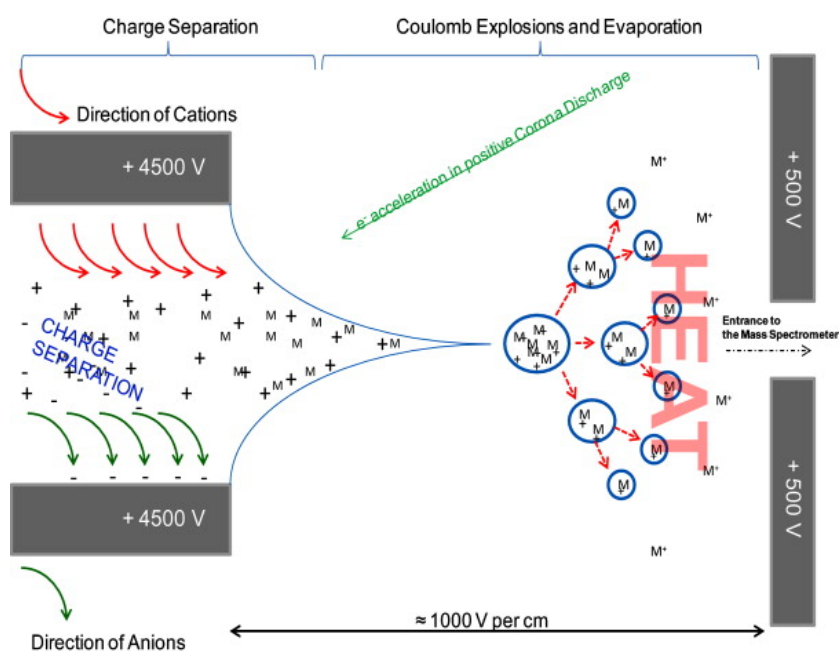 Charge Separation
Coulomb Explosions and Evaporation
Direction of Cations
+ 4500 V
e- acceleration in positive Corona Discharge
+ 500 V
CHARGE
SEPARATION
HEAT
Entrance to
the Mass Spectrometer
M+
M+
M+
M+
M+
M+
+ 4500 V
+ 500 V
≈ 1000 V per cm
Direction of Anions